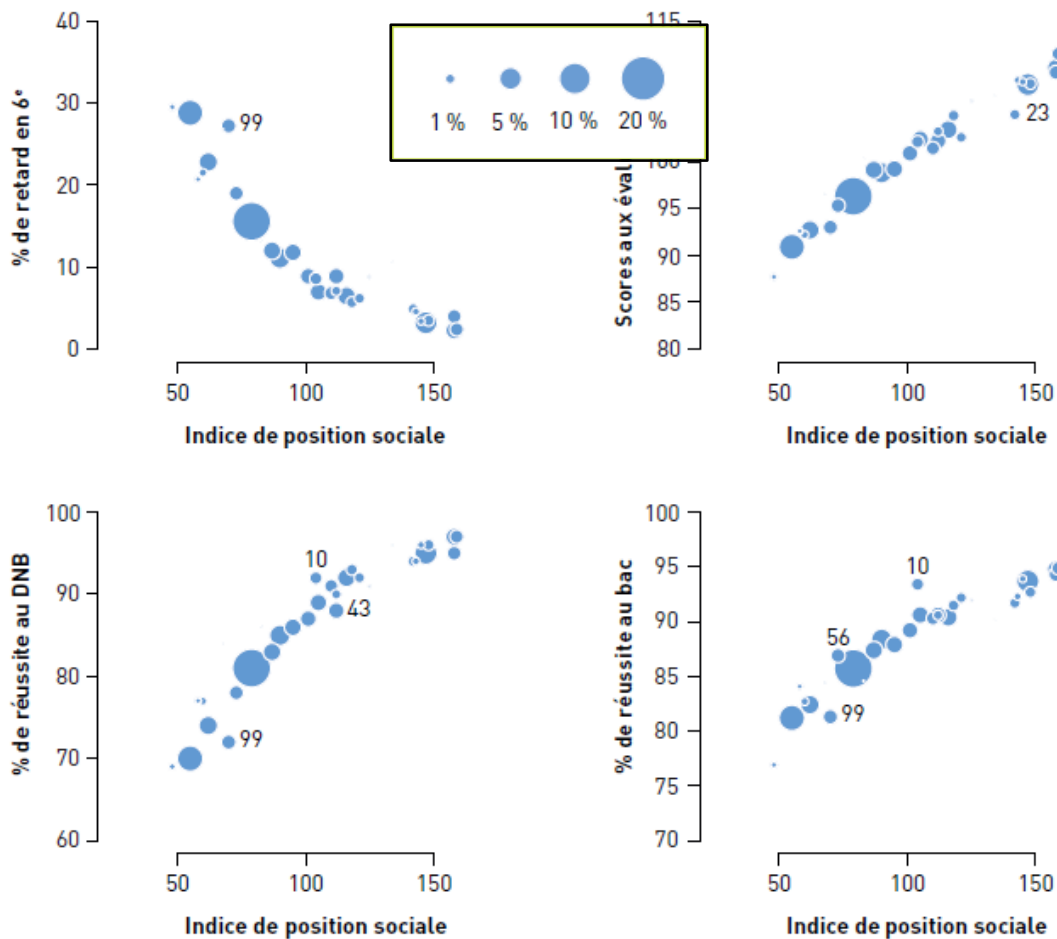 % de retard en 6e
40
30
20
10
0
99
50 100 150
Indice de position sociale
1 % 5 % 10 % 20 %
Scores aux éval
115
100
95
90
85
80
23
50 100 150
Indice de position sociale
% de réussite au DNB
100
90
80
70
60
10
43
99
50 100 150
Indice de position sociale
% de réussite au bac
100
95
90
85
80
75
70
10
56
99
50 100 150
Indice de position sociale